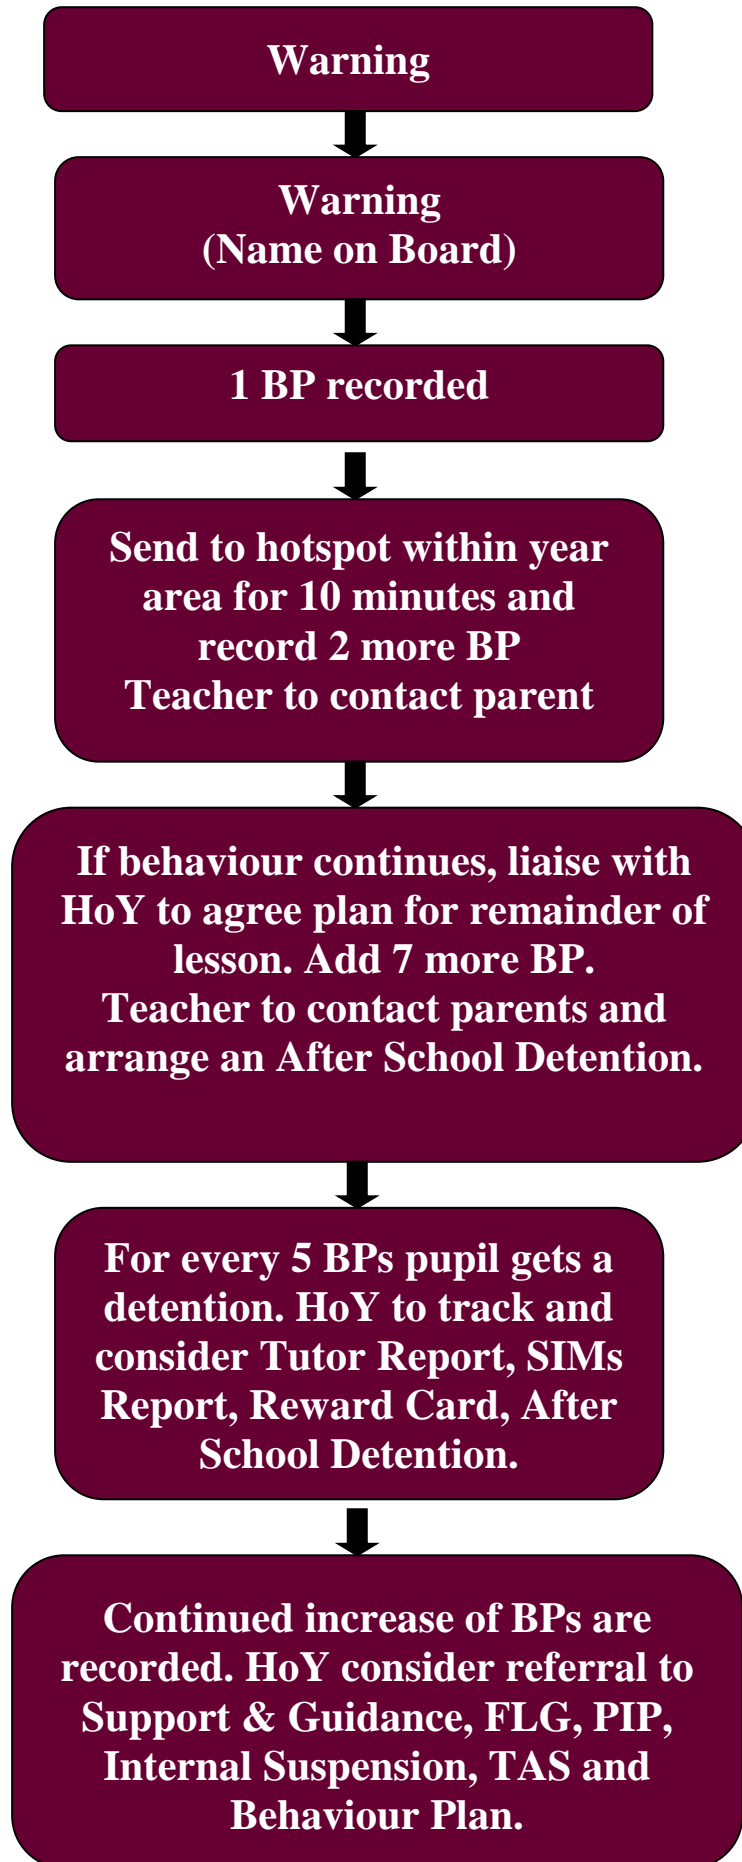 Warning
Warning
(Name on Board)
1 BP recorded
Send to hotspot within year
area for 10 minutes and
record 2 more BP
Teacher to contact parent
If behaviour continues, liaise with
HoY to agree plan for remainder of
lesson. Add 7 more BP.
Teacher to contact parents and
arrange an After School Detention.
For every 5 BPs pupil gets a
detention. HoY to track and
consider Tutor Report, SIMs
Report, Reward Card, After
School Detention.
Continued increase of BPs are
recorded. HoY consider referral to
Support & Guidance, FLG, PIP,
Internal Suspension, TAS and
Behaviour Plan.